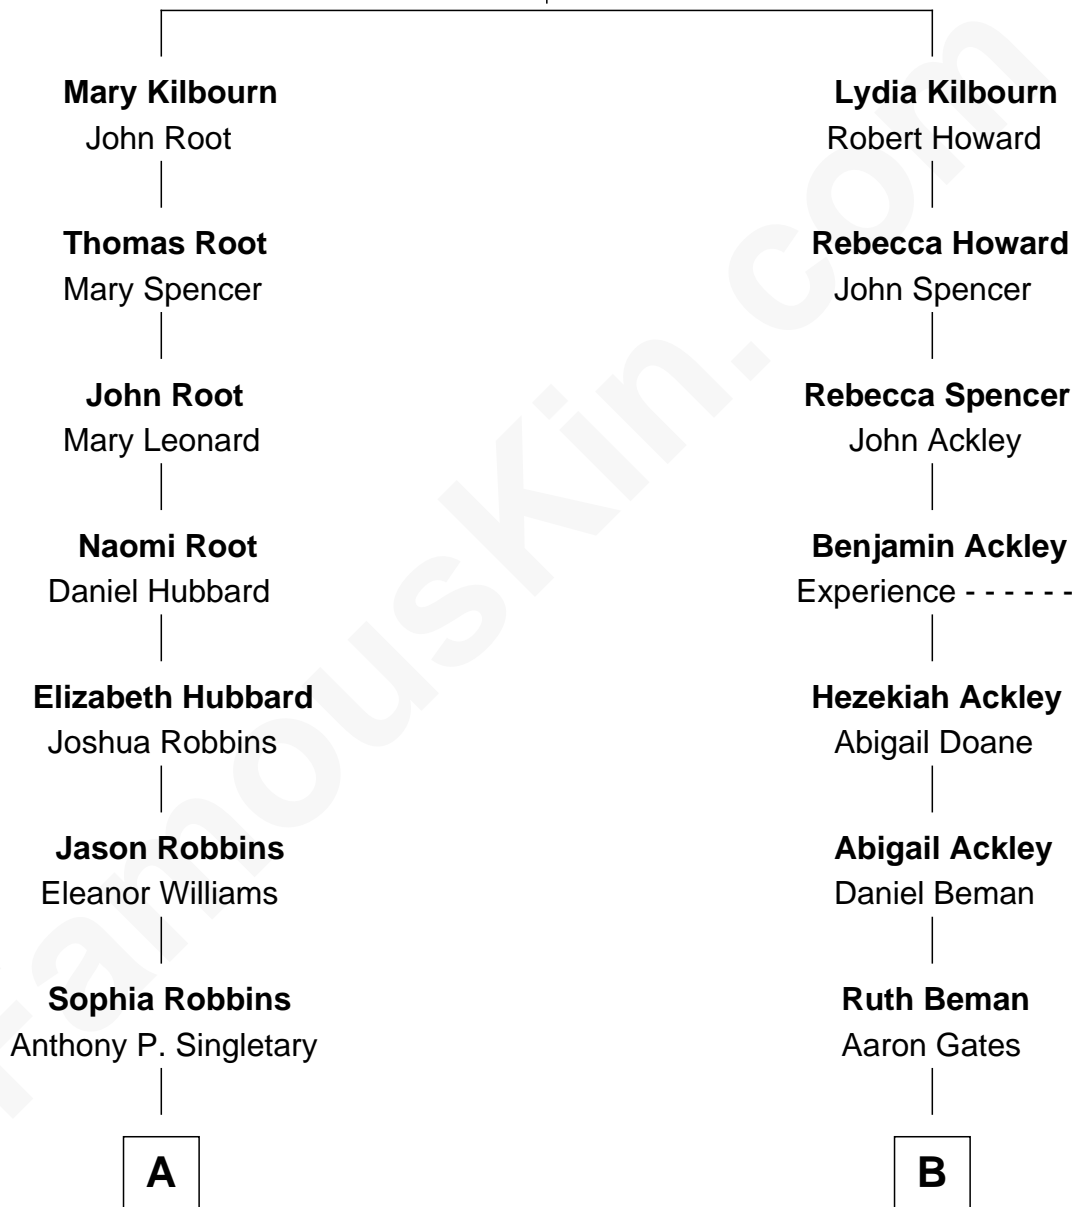 Mary Kilbourn
John Root
Lydia Kilbourn
Robert Howard
Thomas Root
Mary Spencer
Rebecca Howard
John Spencer
John Root
Mary Leonard
Rebecca Spencer
John Ackley
Naomi Root
Daniel Hubbard
Benjamin Ackley
Experience - - - - - -
Elizabeth Hubbard
Joshua Robbins
Hezekiah Ackley
Abigail Doane
Jason Robbins
Eleanor Williams
Abigail Ackley
Daniel Beman
Sophia Robbins
Anthony P. Singletary
Ruth Beman
Aaron Gates
A
B
FamousKin.com